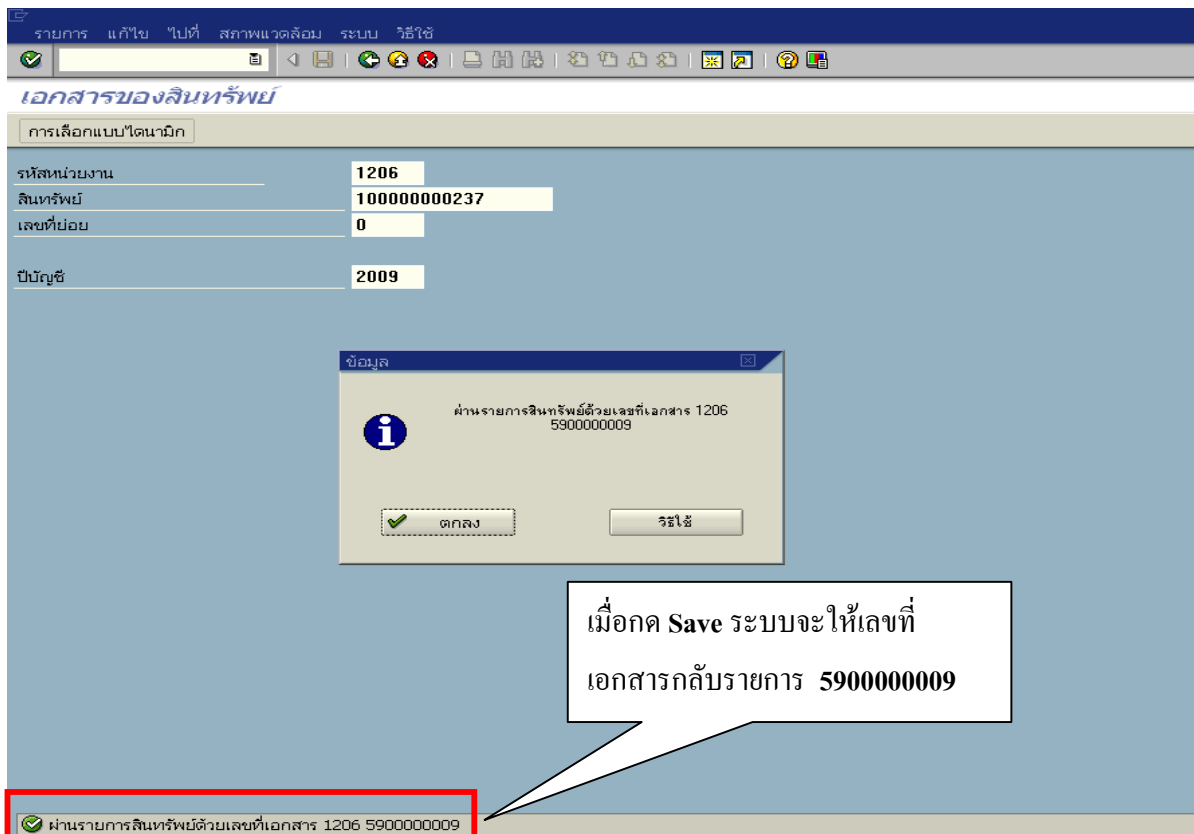 รายการ แก้ไข ไปที่ สภาพแวดล้อม ระบบ วิธีใช้
เอกสารของสินทรัพย์
การเลือกแบบไดนามิก
รหัสหน่วยงาน 1206
สินทรัพย์ 100000000237
เลขที่ย่อย 0
ปีบัญชี 2009
ข้อมูล
ผ่านรายการสินทรัพย์ด้วยเลขที่เอกสาร 1206
5900000009
ตกลง วิธีใช้
เมื่อกด Save ระบบจะให้เลขที่
เอกสารกลับรายการ 5900000009
ผ่านรายการสินทรัพย์ด้วยเลขที่เอกสาร 1206 5900000009